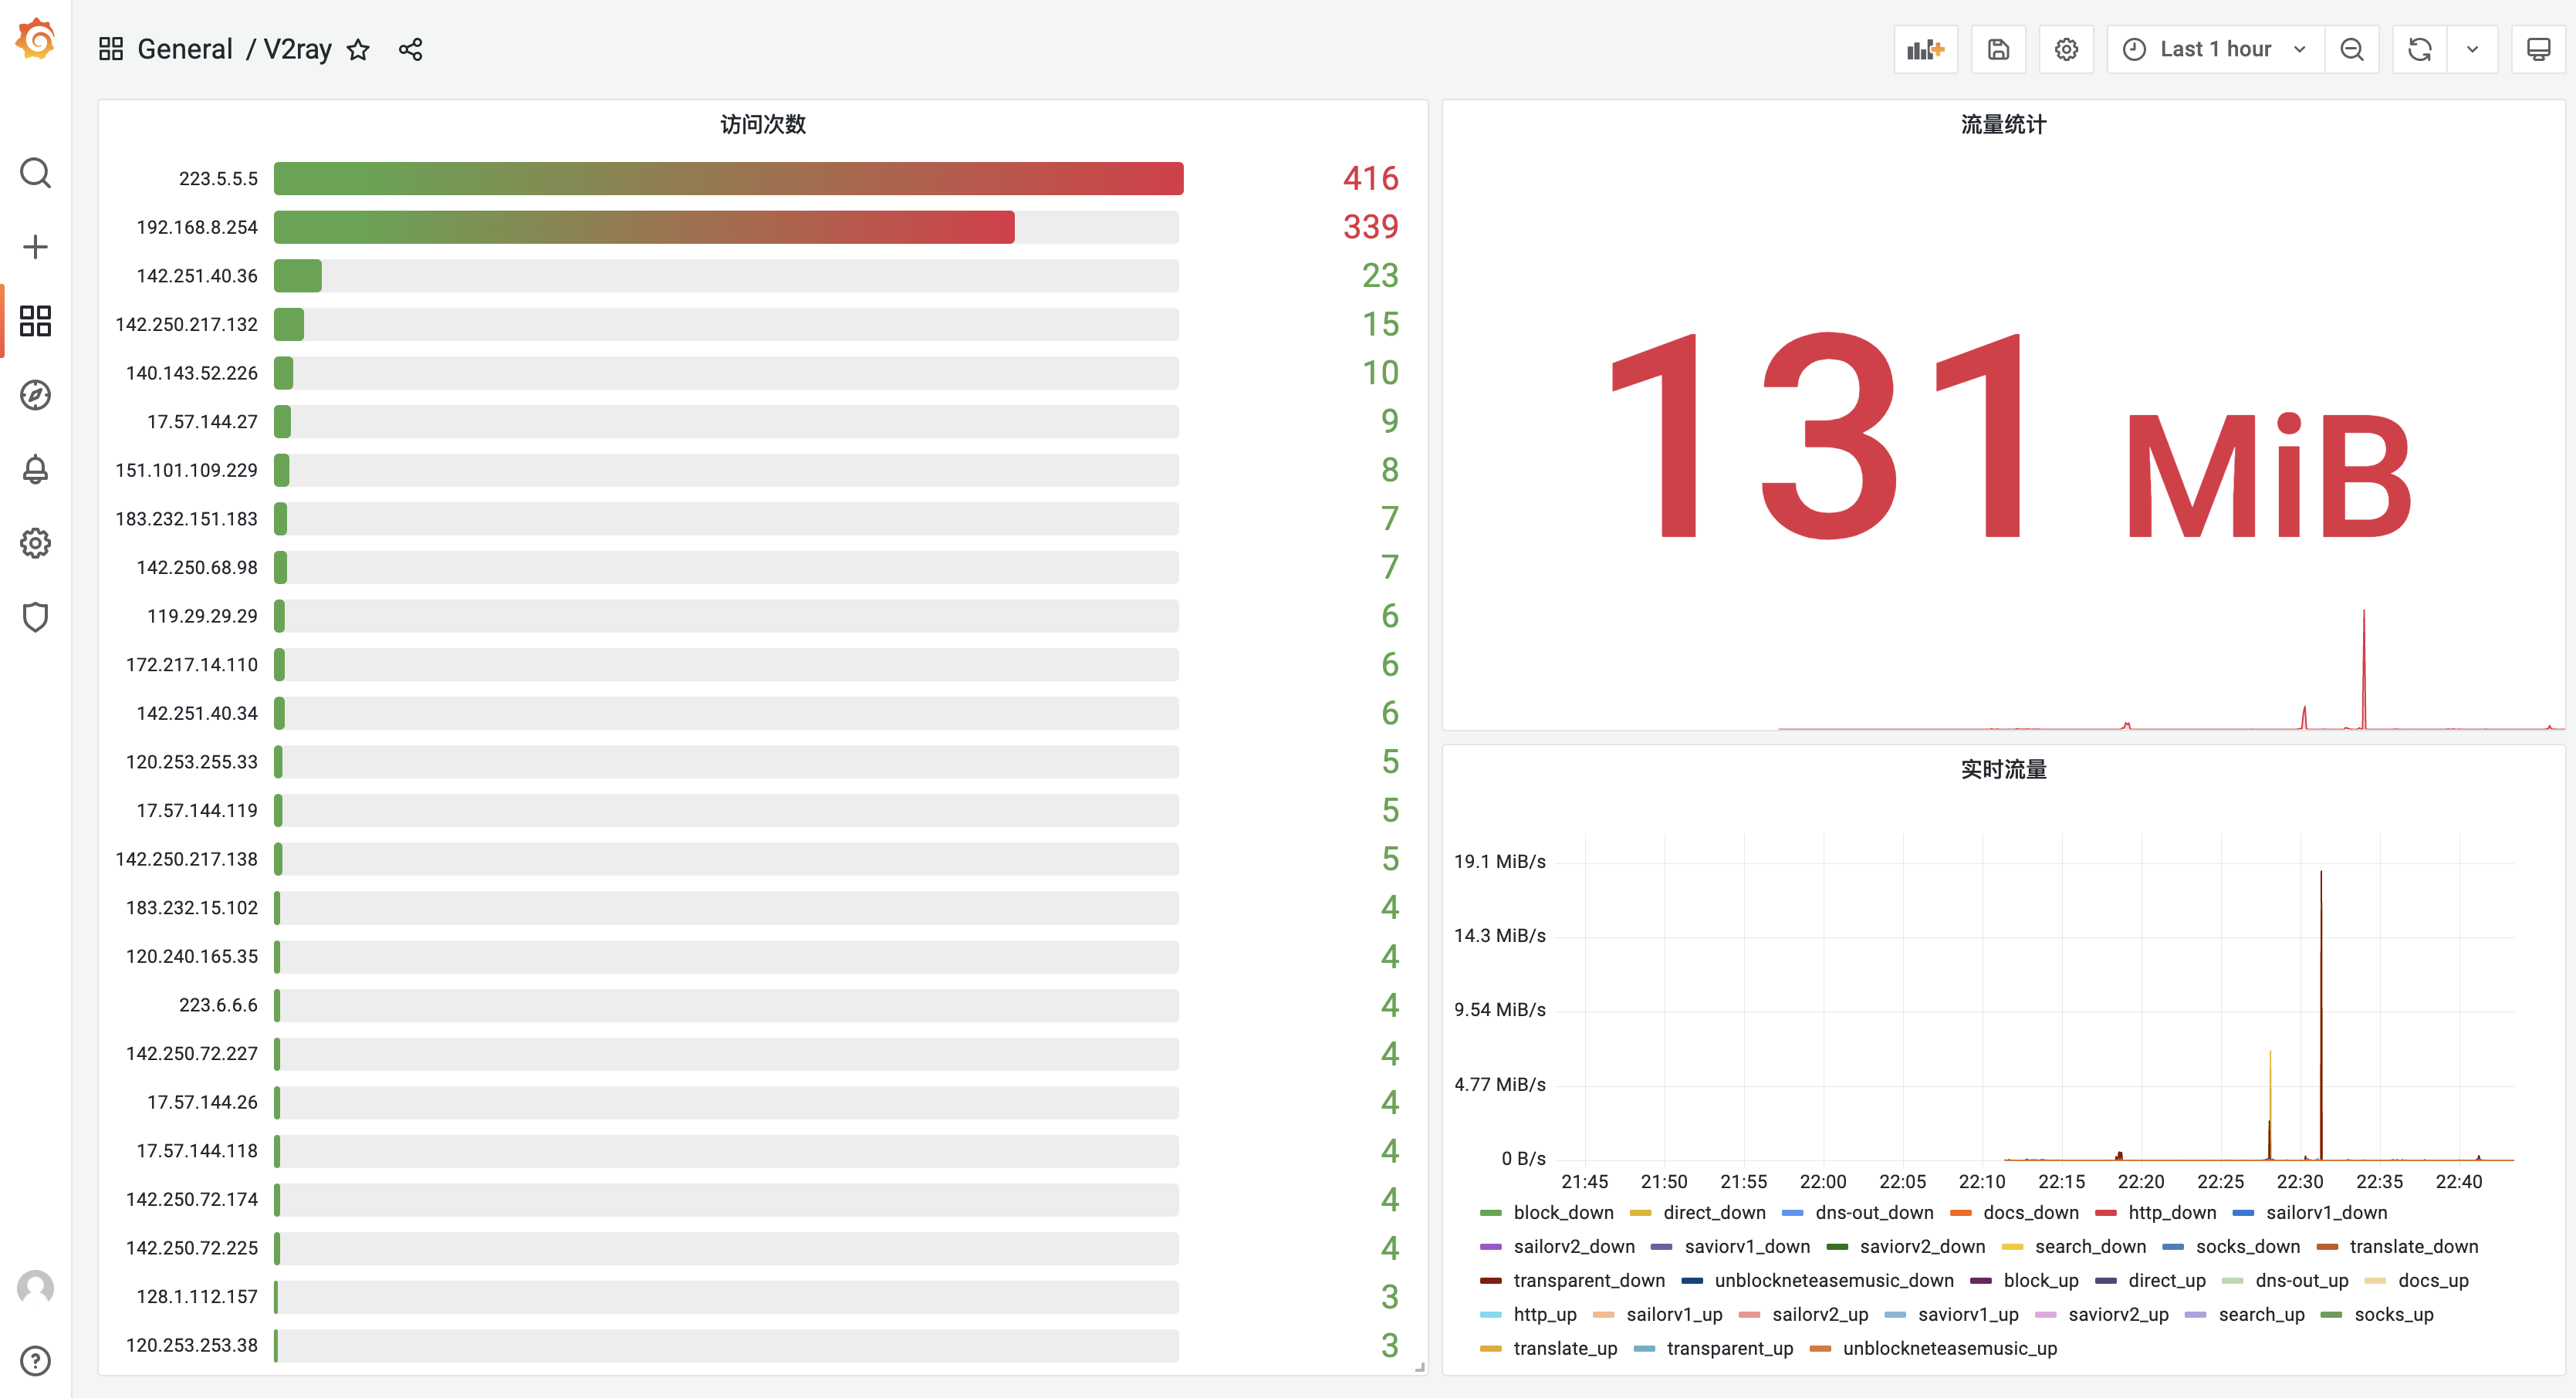 General / V2ray
Last 1 hour
访问次数
223.5.5.5 416
192.168.8.254 339
142.251.40.36 23
142.250.217.132 15
140.143.52.226 10
17.57.144.27 9
151.101.109.229 8
183.232.151.183 7
142.250.68.98 7
119.29.29.29 6
172.217.14.110 6
142.251.40.34 6
120.253.255.33 5
17.57.144.119 5
142.250.217.138 5
183.232.15.102 4
120.240.165.35 4
223.6.6.6 4
142.250.72.227 4
17.57.144.26 4
17.57.144.118 4
142.250.72.174 4
142.250.72.225 4
128.1.112.157 3
120.253.253.38 3
流量统计
131 MiB
实时流量
19.1 MiB/s
14.3 MiB/s
9.54 MiB/s
4.77 MiB/s
0 B/s
21:45 21:50 21:55 22:00 22:05 22:10 22:15 22:20 22:25 22:30 22:35 22:40
block_down direct_down dns-out_down docs_down http_down sailorv1_down
sailorv2_down saviorv1_down saviorv2_down search_down socks_down translate_down
transparent_down unblockneteasemusic_down block_up direct_up dns-out_up docs_up
http_up sailorv1_up sailorv2_up saviorv1_up saviorv2_up search_up socks_up
translate_up transparent_up unblockneteasemusic_up